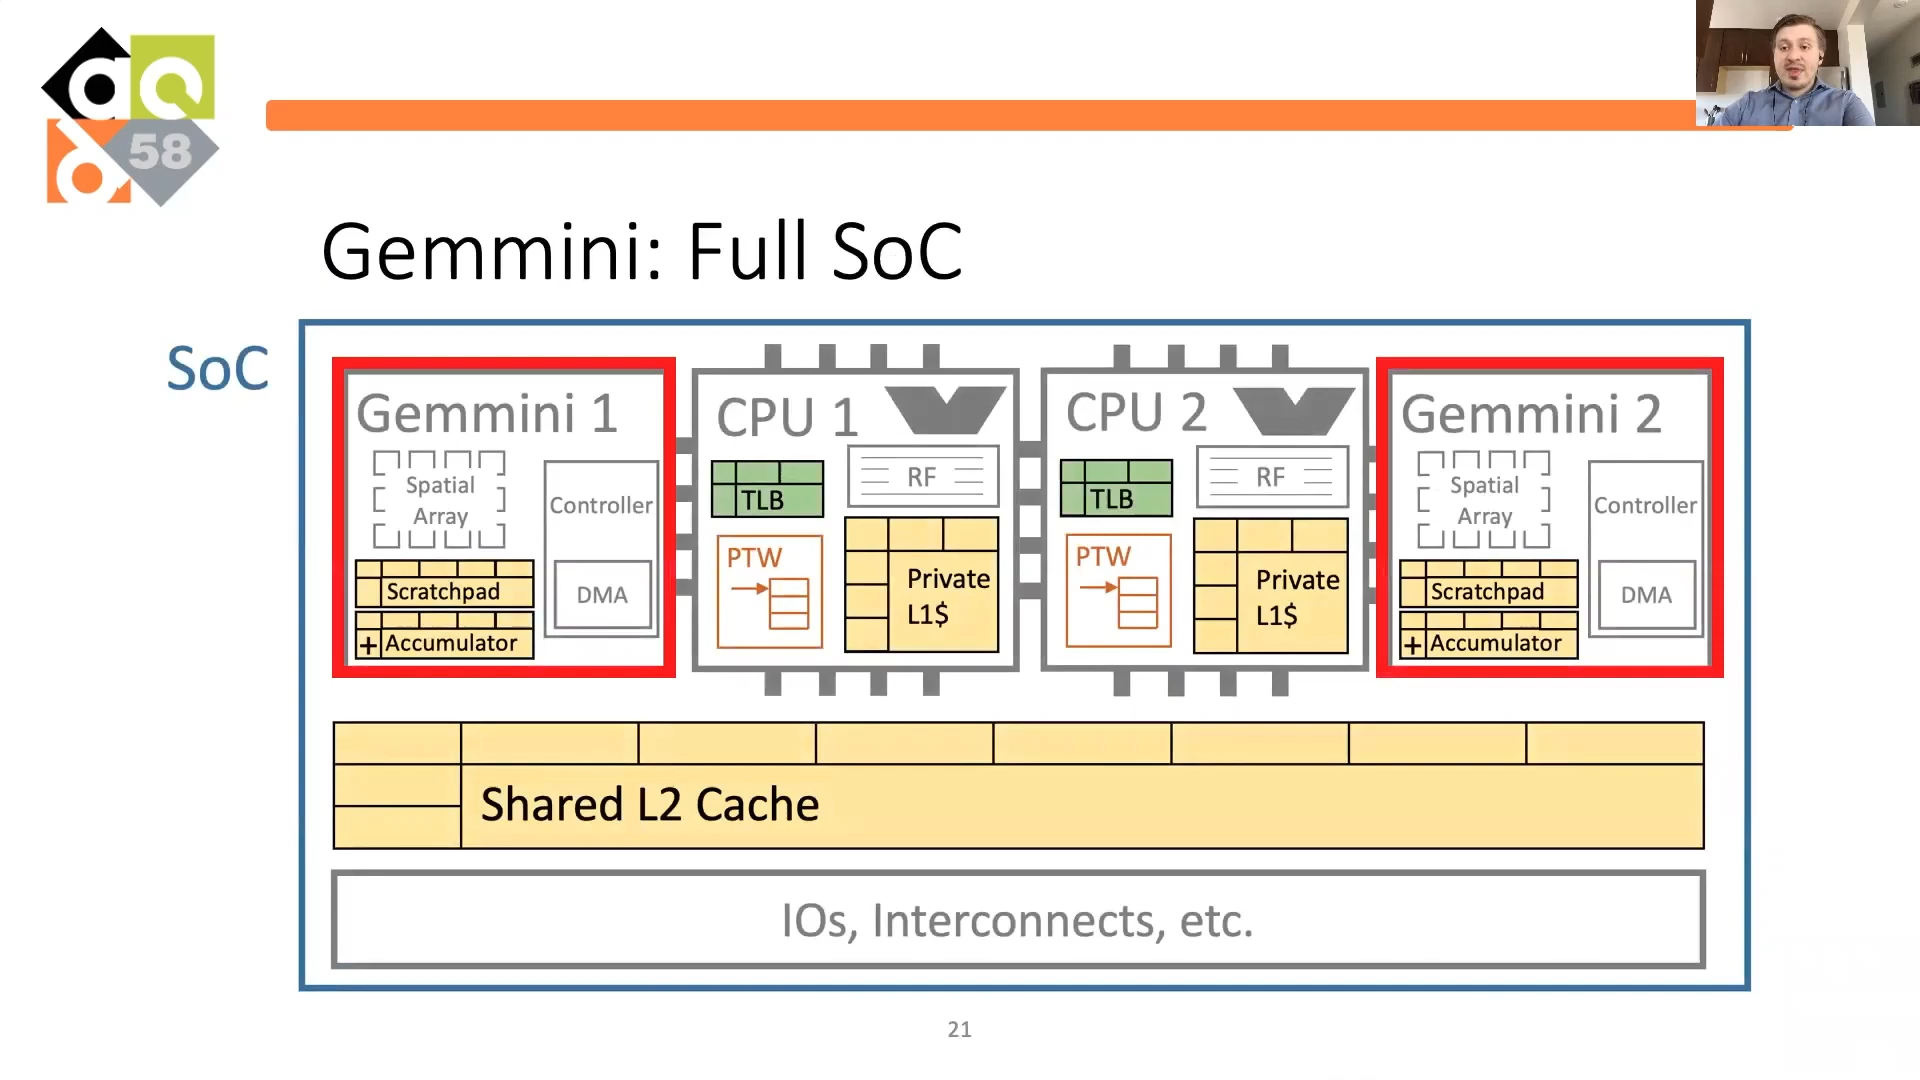 58
Gemmini: Full SoC
SoC
Gemmini 1
Spatial
Array
Controller
DMA
Scratchpad
+ Accumulator
CPU 1
RF
TLB
PTW
Private
L1$
CPU 2
RF
TLB
PTW
Private
L1$
Gemmini 2
Spatial
Array
Controller
DMA
Scratchpad
+ Accumulator
Shared L2 Cache
IOs, Interconnects, etc.
21